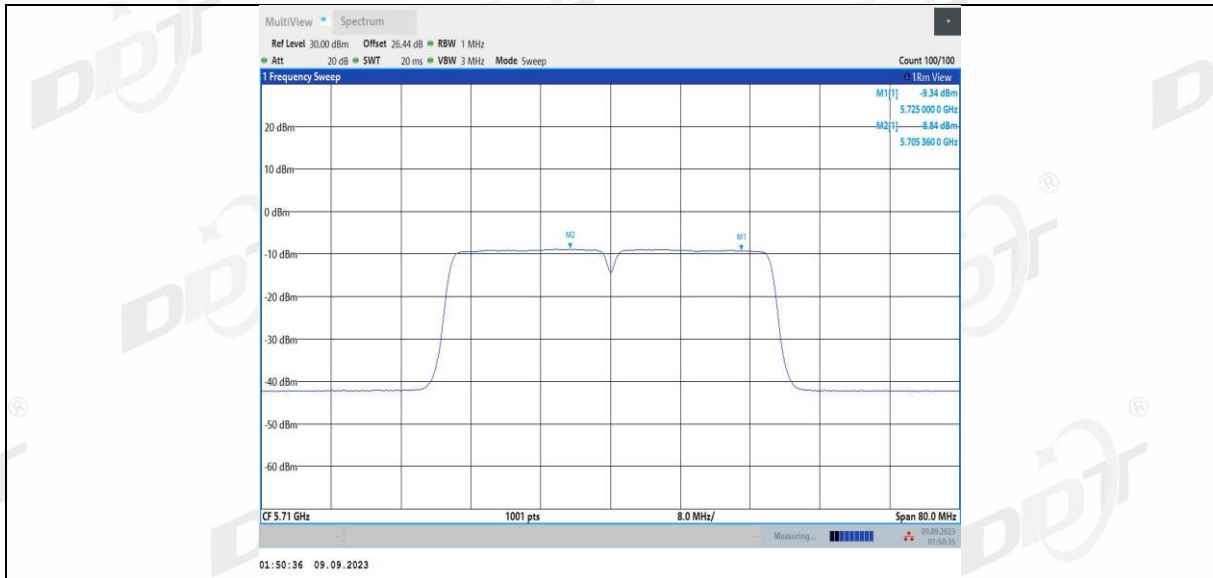 MultiView Spectrum
Ref Level 30.00 dBm Offset 26.44 dB RBW 1 MHz
Att 20 dB SWT 20 ms VBW 3 MHz Mode Sweep Count 100/100
1 Frequency Sweep 1Rm View
M1[1] -9.34 dBm
5.725 000 0 GHz
20 dBm M2[1] -8.84 dBm
5.705 360 0 GHz
10 dBm
0 dBm
M2 M1
-10 dBm
-20 dBm
-30 dBm
-40 dBm
-50 dBm
-60 dBm
CF 5.71 GHz 1001 pts 8.0 MHz/ Span 80.0 MHz
Measuring... 09.09.2023
01:50:35
01:50:36 09.09.2023
DDT
®